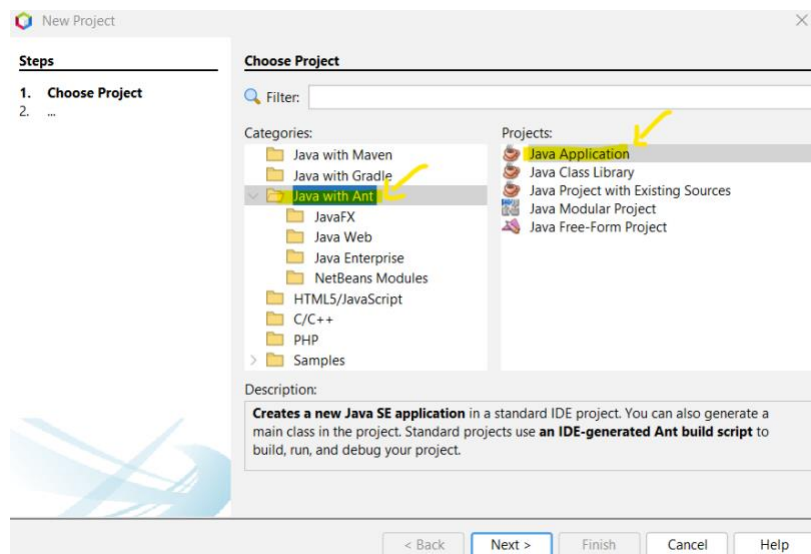 New Project
Steps
1. Choose Project
2. ...
Choose Project
Filter:
Categories:
Java with Maven
Java with Gradle
Java with Ant
JavaFX
Java Web
Java Enterprise
NetBeans Modules
HTML5/JavaScript
C/C++
PHP
Samples
Projects:
Java Application
Java Class Library
Java Project with Existing Sources
Java Modular Project
Java Free-Form Project
Description:
Creates a new Java SE application in a standard IDE project. You can also generate a
main class in the project. Standard projects use an IDE-generated Ant build script to
build, run, and debug your project.
< Back
Next >
Finish
Cancel
Help